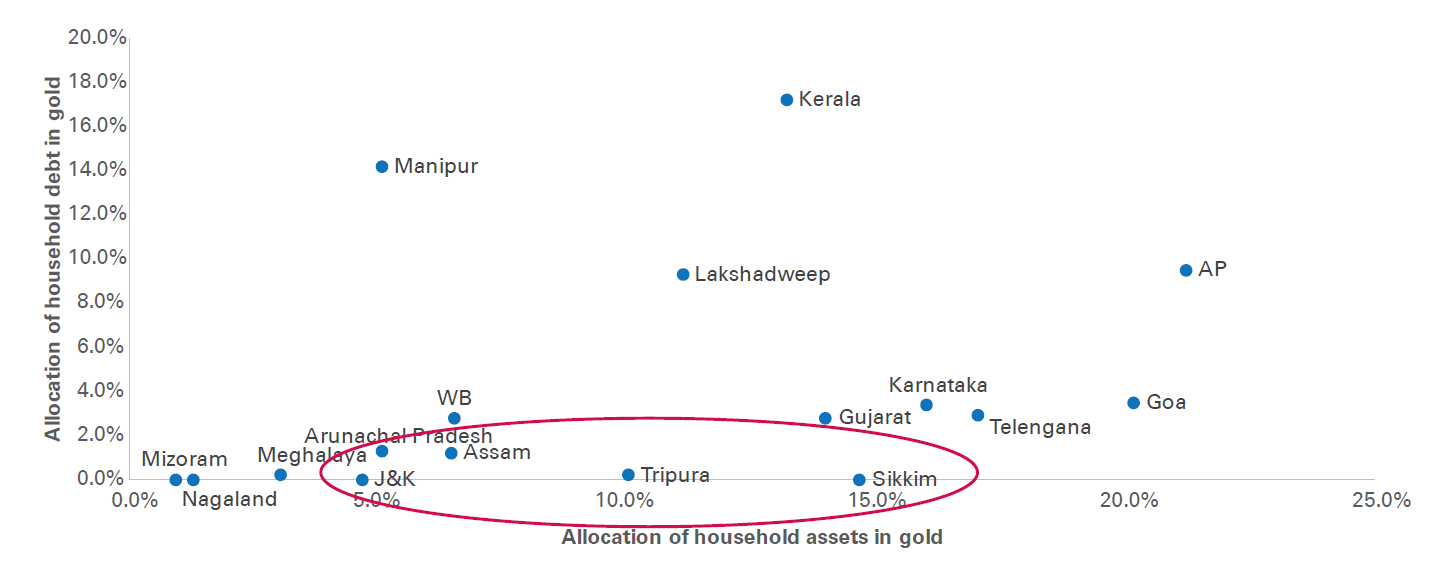 20.0%
18.0%
16.0%
14.0%
12.0%
10.0%
8.0%
6.0%
4.0%
2.0%
0.0%
Allocation of household debt in gold
Kerala
Manipur
Lakshadweep
AP
Karnataka
WB
Goa
Gujarat
Telengana
Arunachal Pradesh
Assam
Meghalaya
Mizoram
Tripura
J&K
Sikkim
Nagaland
0.0%
5.0%
10.0%
15.0%
20.0%
25.0%
Allocation of household assets in gold